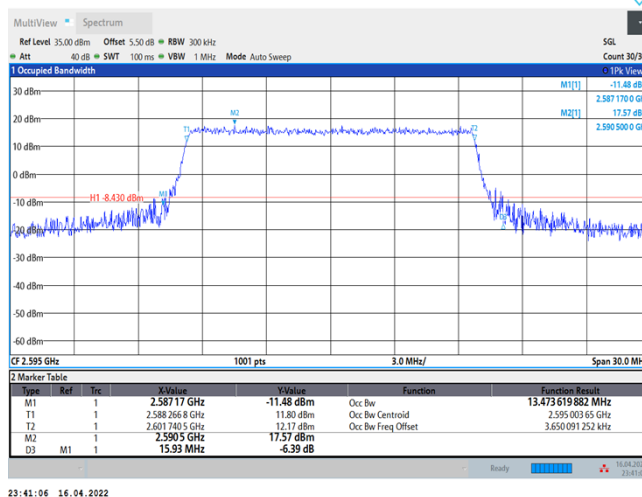 MultiView Spectrum
Ref Level 35.00 dBm Offset 5.50 dB RBW 300 kHz SGL
Att 40 dB SWT 100 ms VBW 1 MHz Mode Auto Sweep Count 30/3
1 Occupied Bandwidth 1Pk View
M1[1] -11.48 dB
2.587 170 0 G
M2[1] 17.57 dB
2.590 500 0 G
30 dBm
20 dBm
10 dBm
0 dBm
-10 dBm
-20 dBm
-30 dBm
-40 dBm
-50 dBm
-60 dBm
M2
T1
T2
H1 -8.430 dBm
CF 2.595 GHz 1001 pts 3.0 MHz/ Span 30.0 MH
2 Marker Table
Type Ref Trc X-Value Y-Value Function Function Result
M1 1 2.587 17 GHz -11.48 dBm Occ Bw 13.473 619 882 MHz
T1 1 2.588 266 8 GHz 11.80 dBm Occ Bw Centroid 2.595 003 65 GHz
T2 1 2.601 740 5 GHz 12.17 dBm Occ Bw Freq Offset 3.650 091 252 kHz
M2 1 2.590 5 GHz 17.57 dBm
D3 M1 1 15.93 MHz -6.39 dB
Ready 16.04.202
23:41:06 16.04.2022